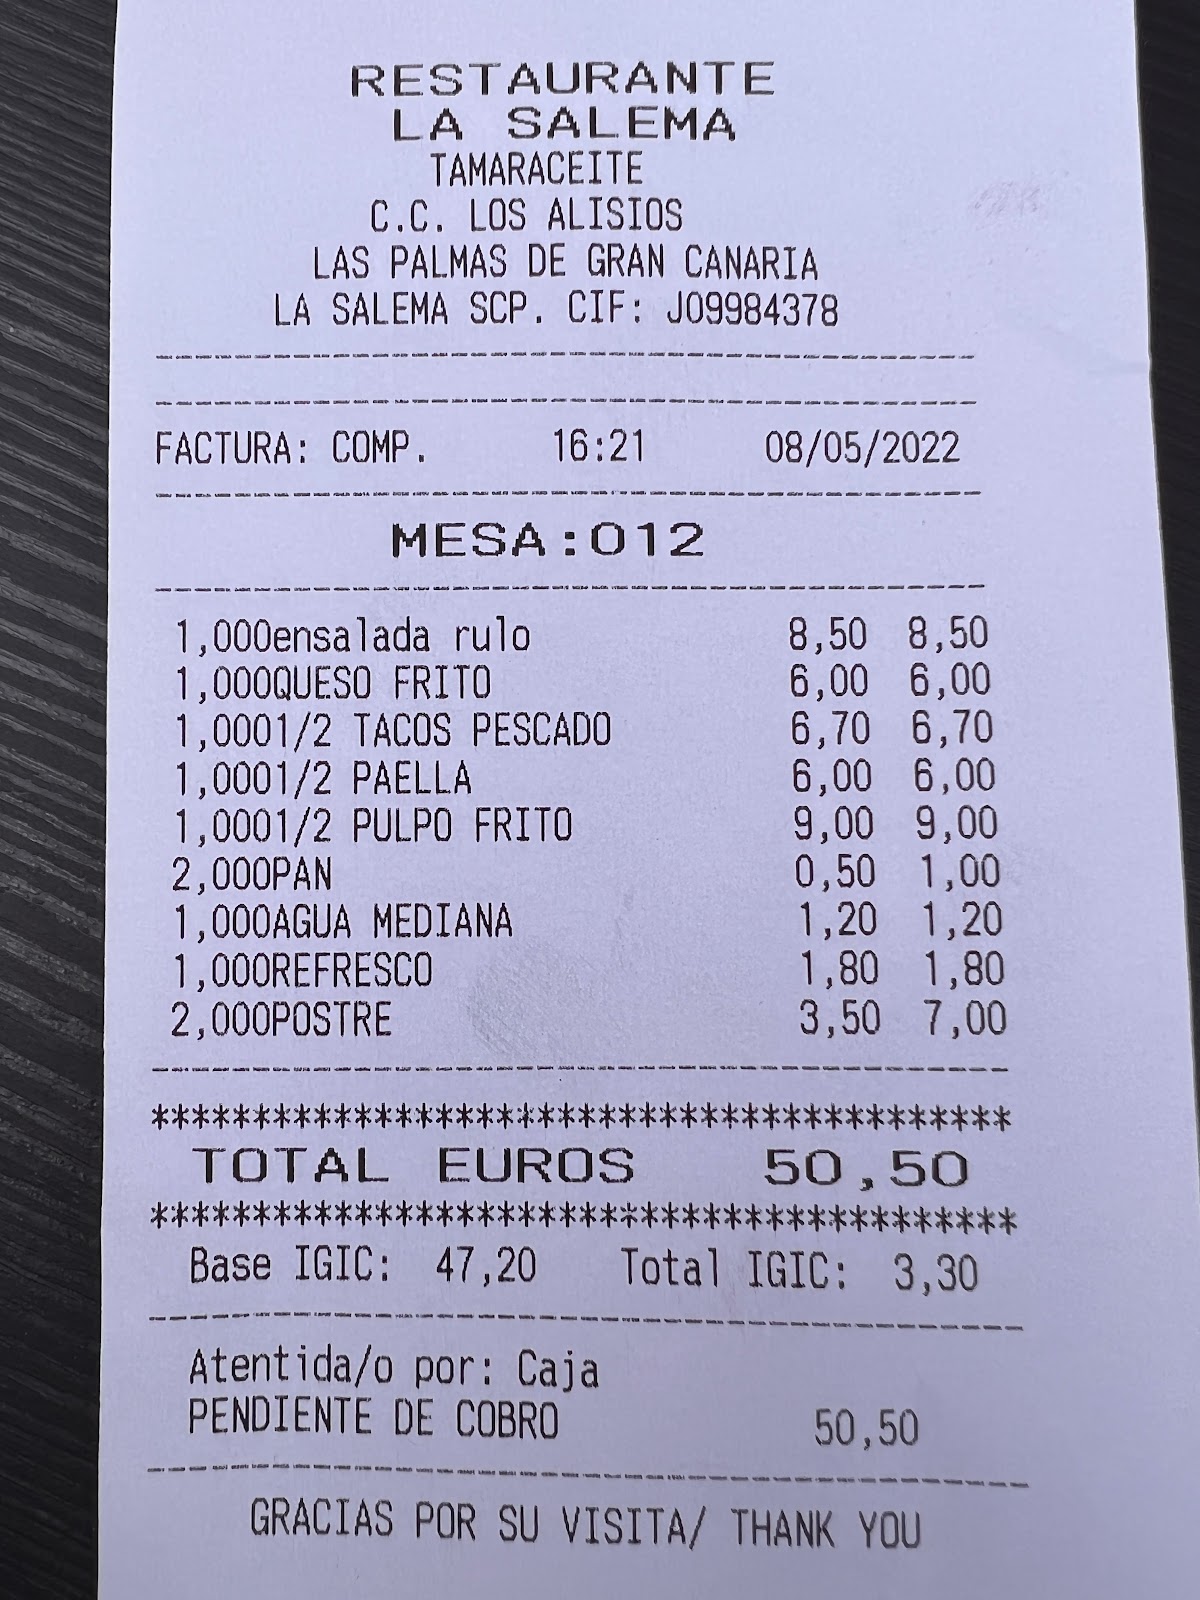 RESTAURANTE
LA SALEMA
TAMARACEITE
C.C. LOS ALISIOS
LAS PALMAS DE GRAN CANARIA
LA SALEMA SCP. CIF: J09984378
FACTURA: COMP. 16:21 08/05/2022
MESA:012
1,000ensalada rulo 8,50 8,50
1,000QUESO FRITO 6,00 6,00
1,0001/2 TACOS PESCADO 6,70 6,70
1,0001/2 PAELLA 6,00 6,00
1,0001/2 PULPO FRITO 9,00 9,00
2,000PAN 0,50 1,00
1,000AGUA MEDIANA 1,20 1,20
1,000REFRESCO 1,80 1,80
2,000POSTRE 3,50 7,00
*******************************************
TOTAL EUROS 50,50
*******************************************
Base IGIC: 47,20 Total IGIC: 3,30
Atentida/o por: Caja
PENDIENTE DE COBRO 50,50
GRACIAS POR SU VISITA/ THANK YOU